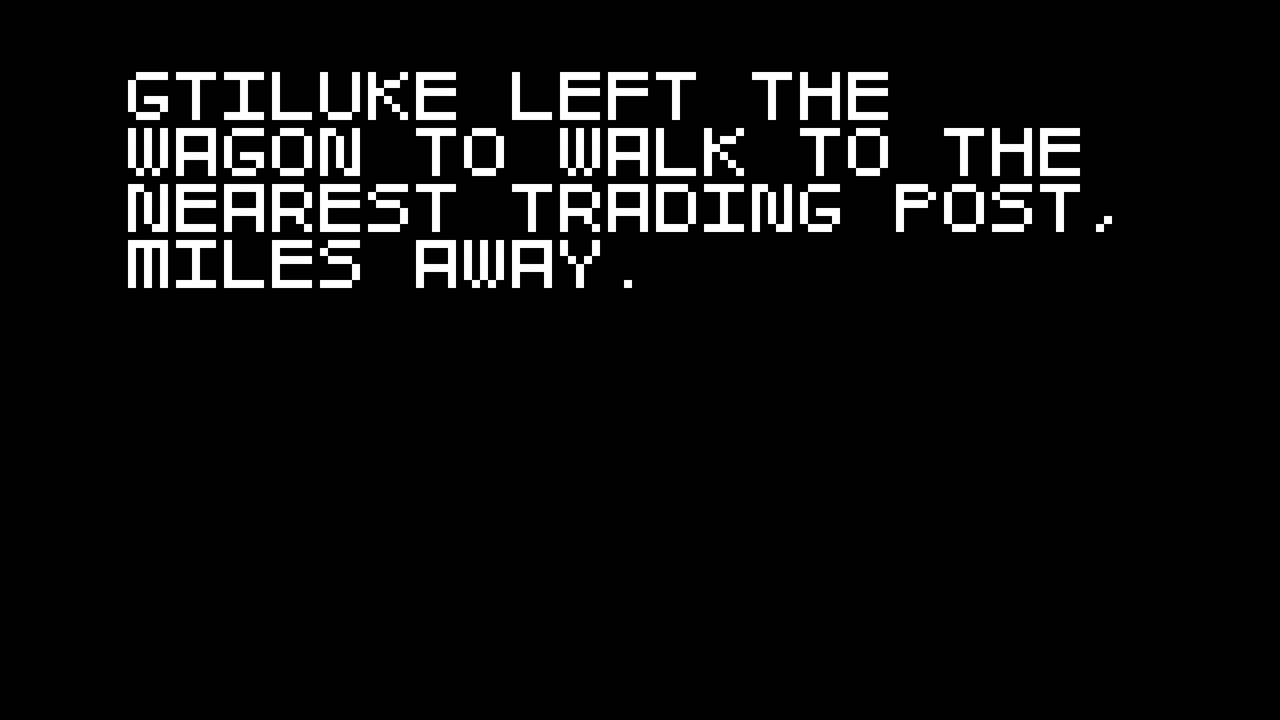 GTILUKE LEFT THE
WAGON TO WALK TO THE
NEAREST TRADING POST,
MILES AWAY.